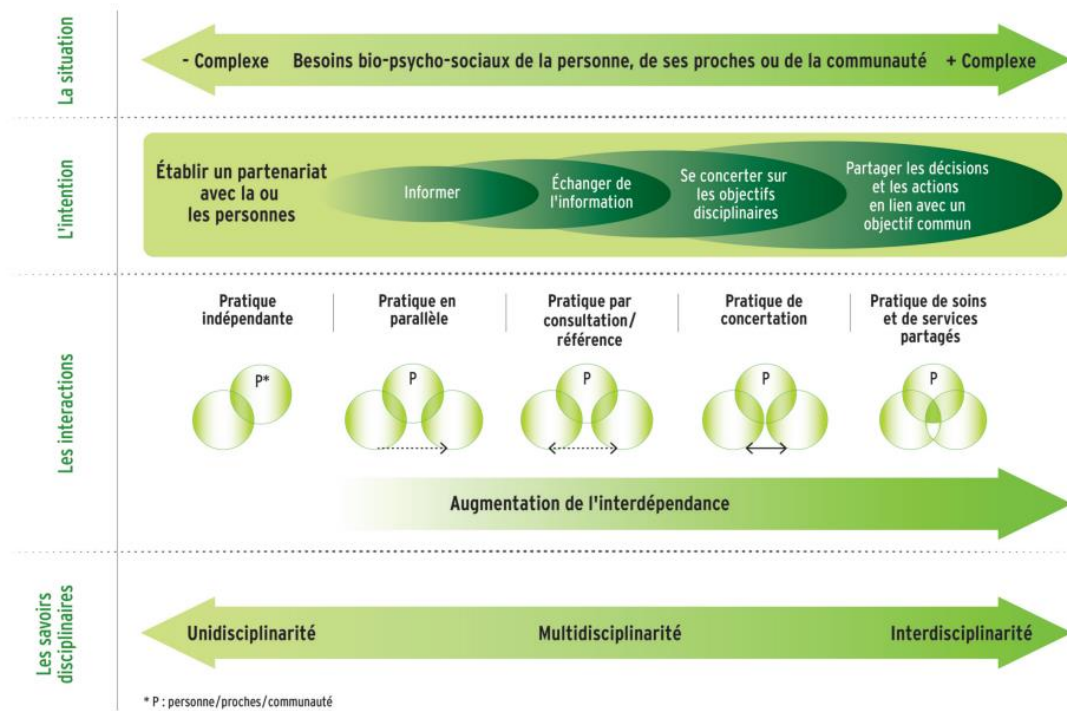 La situation
- Complexe Besoins bio-psycho-sociaux de la personne, de ses proches ou de la communauté + Complexe
L'intention
Établir un partenariat
avec la ou
les personnes
Informer
Échanger de
l'information
Se concerter sur
les objectifs
disciplinaires
Partager les décisions
et les actions
en lien avec un
objectif commun
Les interactions
Pratique
indépendante
Pratique en
parallèle
Pratique par
consultation/
référence
Pratique de
concertation
Pratique de soins
et de services
partagés
P*
P
P
P
P
Augmentation de l'interdépendance
Les savoirs
disciplinaires
Unidisciplinarité
Multidisciplinarité
Interdisciplinarité
* P : personne/proches/communauté